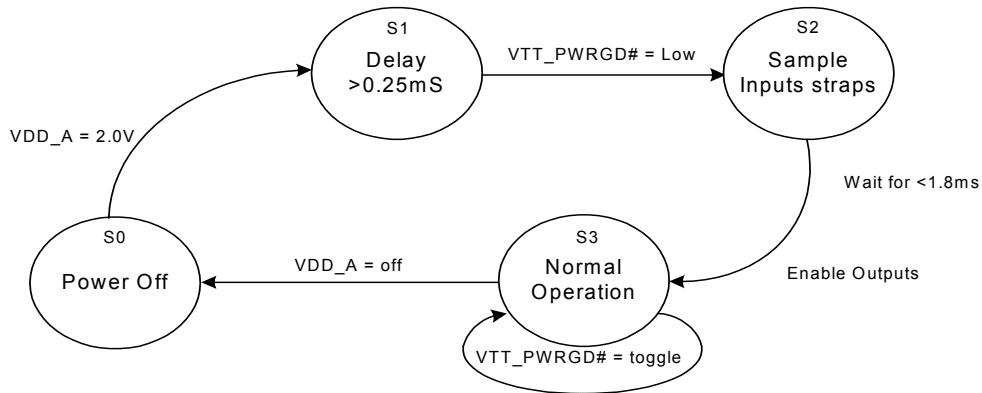 S1
Delay
>0.25mS
VTT_PWRGD# = Low
S2
Sample
Inputs straps
VDD_A = 2.0V
Wait for <1.8ms
Enable Outputs
S0
Power Off
VDD_A = off
S3
Normal
Operation
VTT_PWRGD# = toggle